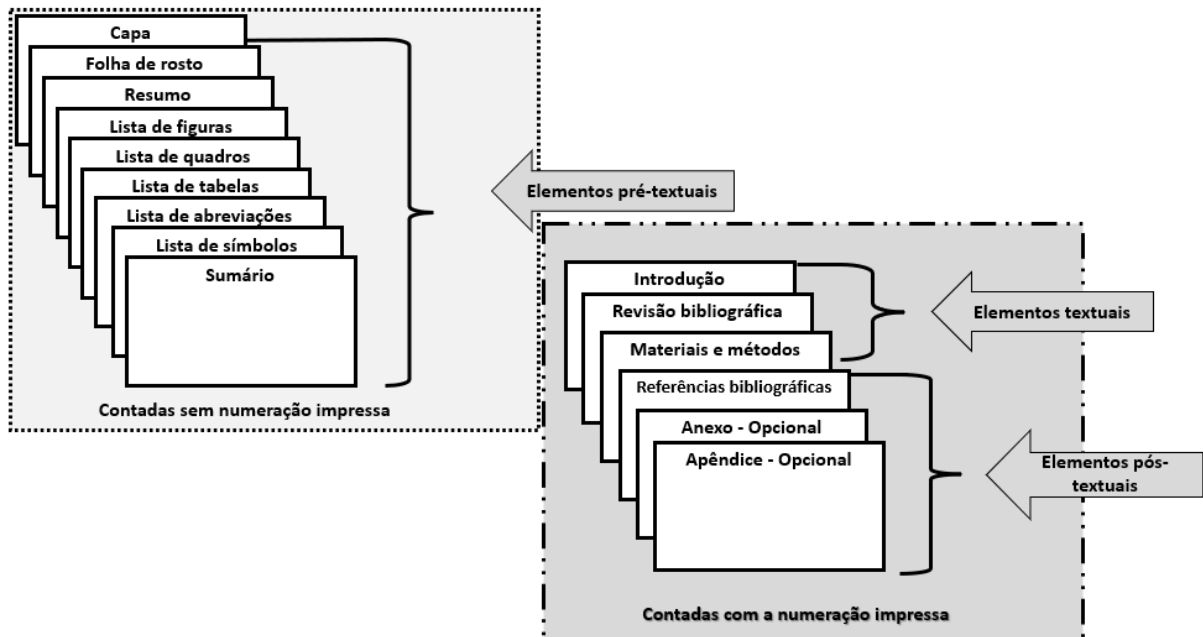 Capa
Folha de rosto
Resumo
Lista de figuras
Lista de quadros
Lista de tabelas
Lista de abreviações
Lista de símbolos
Sumário
Contadas sem numeração impressa
Elementos pré-textuais
Introdução
Revisão bibliográfica
Materiais e métodos
Elementos textuais
Referências bibliográficas
Anexo - Opcional
Apêndice - Opcional
Elementos pós-
textuais
Contadas com a numeração impressa